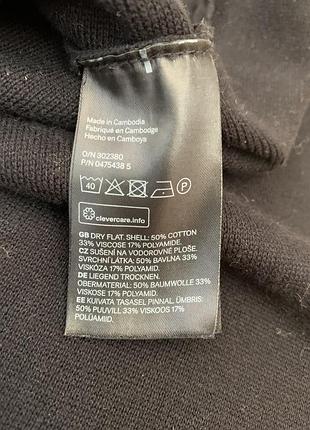 Made in Cambodia
Fabriqué en Cambodge
Hecho en Camboya
O/N 302380
P/N 0475438 5
40 P
clevercare.info
GB DRY FLAT. SHELL: 50% COTTON
33% VISCOSE 17% POLYAMIDE.
CZ SUŠENÍ NA VODOROVNÉ PLOŠE.
SVRCHNÍ LÁTKA: 50% BAVLNA 33%
VISKÓZA 17% POLYAMID.
DE LIEGEND TROCKNEN.
OBERMATERIAL: 50% BAUMWOLLE 33%
VISKOSE 17% POLYAMID.
EE KUIVATA TASASEL PINNAL. ÜMBRIS:
50% PUUVILL 33% VISKOOS 17%
POLÜAMIID.